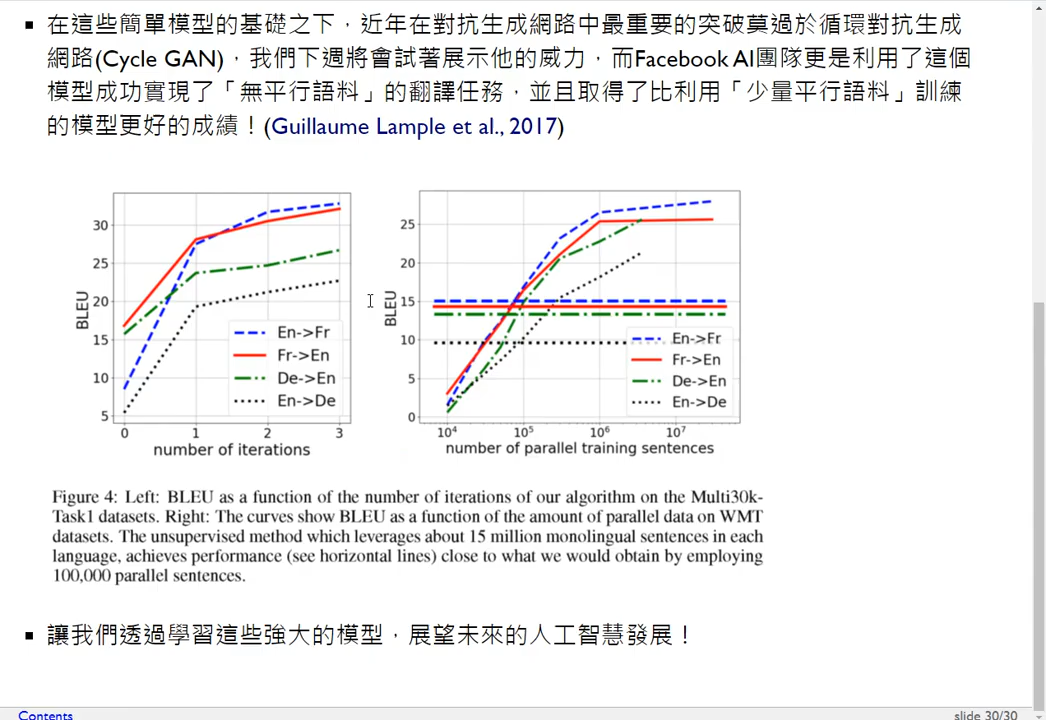 在這些簡單模型的基礎之下，近年在對抗生成網路中最重要的突破莫過於循環對抗生成
網路(Cycle GAN)，我們下週將會試著展示他的威力，而Facebook AI團隊更是利用了這個
模型成功實現了「無平行語料」的翻譯任務，並且取得了比利用「少量平行語料」訓練
的模型更好的成績！(Guillaume Lample et al., 2017)
30
25
20
15
10
5
BLEU
0
1
2
3
number of iterations
En->Fr
Fr->En
De->En
En->De
25
20
15
10
5
0
BLEU
10⁴
10⁵
10⁶
10⁷
number of parallel training sentences
En->Fr
Fr->En
De->En
En->De
Figure 4: Left: BLEU as a function of the number of iterations of our algorithm on the Multi30k-
Task1 datasets. Right: The curves show BLEU as a function of the amount of parallel data on WMT
datasets. The unsupervised method which leverages about 15 million monolingual sentences in each
language, achieves performance (see horizontal lines) close to what we would obtain by employing
100,000 parallel sentences.
讓我們透過學習這些強大的模型，展望未來的人工智慧發展！
Contents
slide 30/30